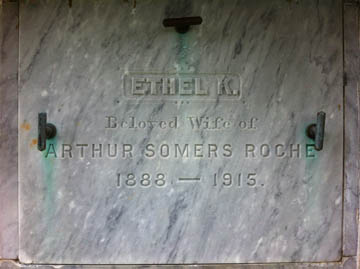 ETHEL K.
Beloved Wife of
ARTHUR SOMERS ROCHE
1888 — 1915.